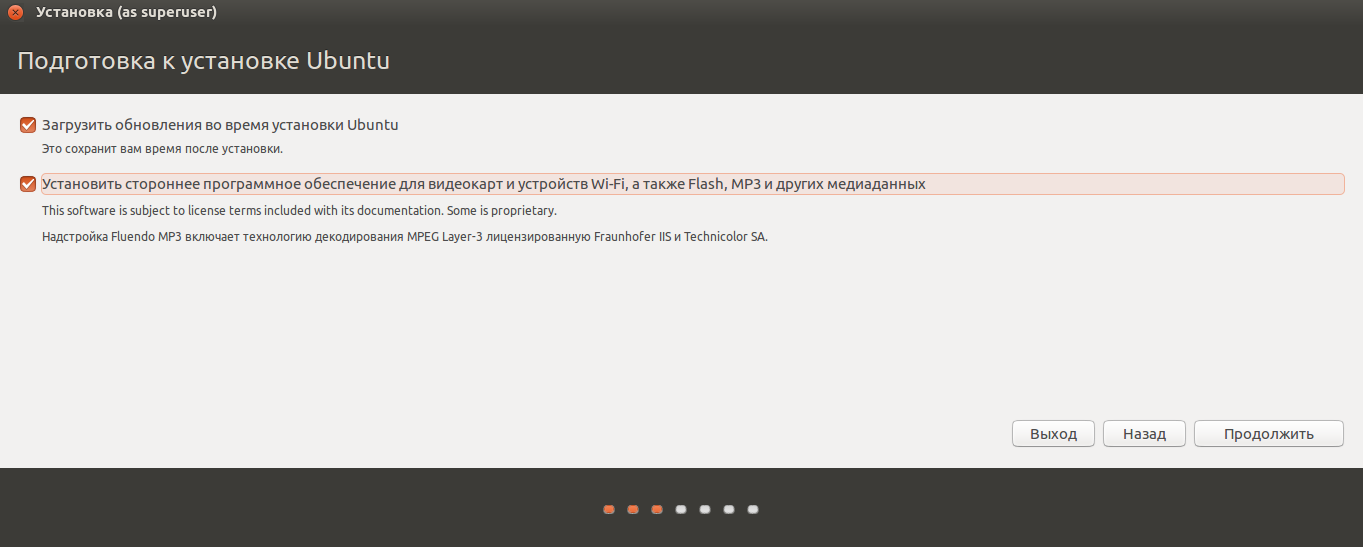 Установка (as superuser)
Подготовка к установке Ubuntu
Загрузить обновления во время установки Ubuntu
Это сохранит вам время после установки.
Установить стороннее программное обеспечение для видеокарт и устройств Wi-Fi, а также Flash, MP3 и других медиаданных
This software is subject to license terms included with its documentation. Some is proprietary.
Надстройка Fluendo MP3 включает технологию декодирования MPEG Layer-3 лицензированную Fraunhofer IIS и Technicolor SA.
Выход Назад Продолжить